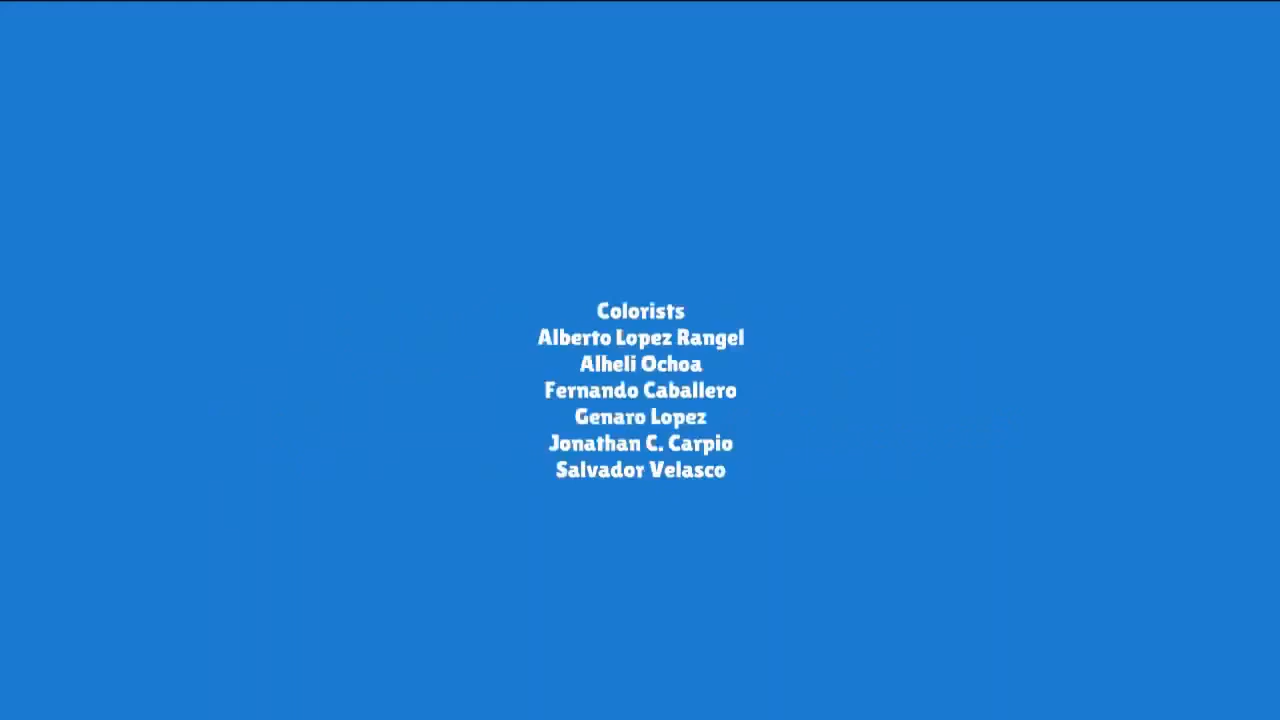 Colorists
Alberto Lopez Rangel
Alheli Ochoa
Fernando Caballero
Genaro Lopez
Jonathan C. Carpio
Salvador Velasco